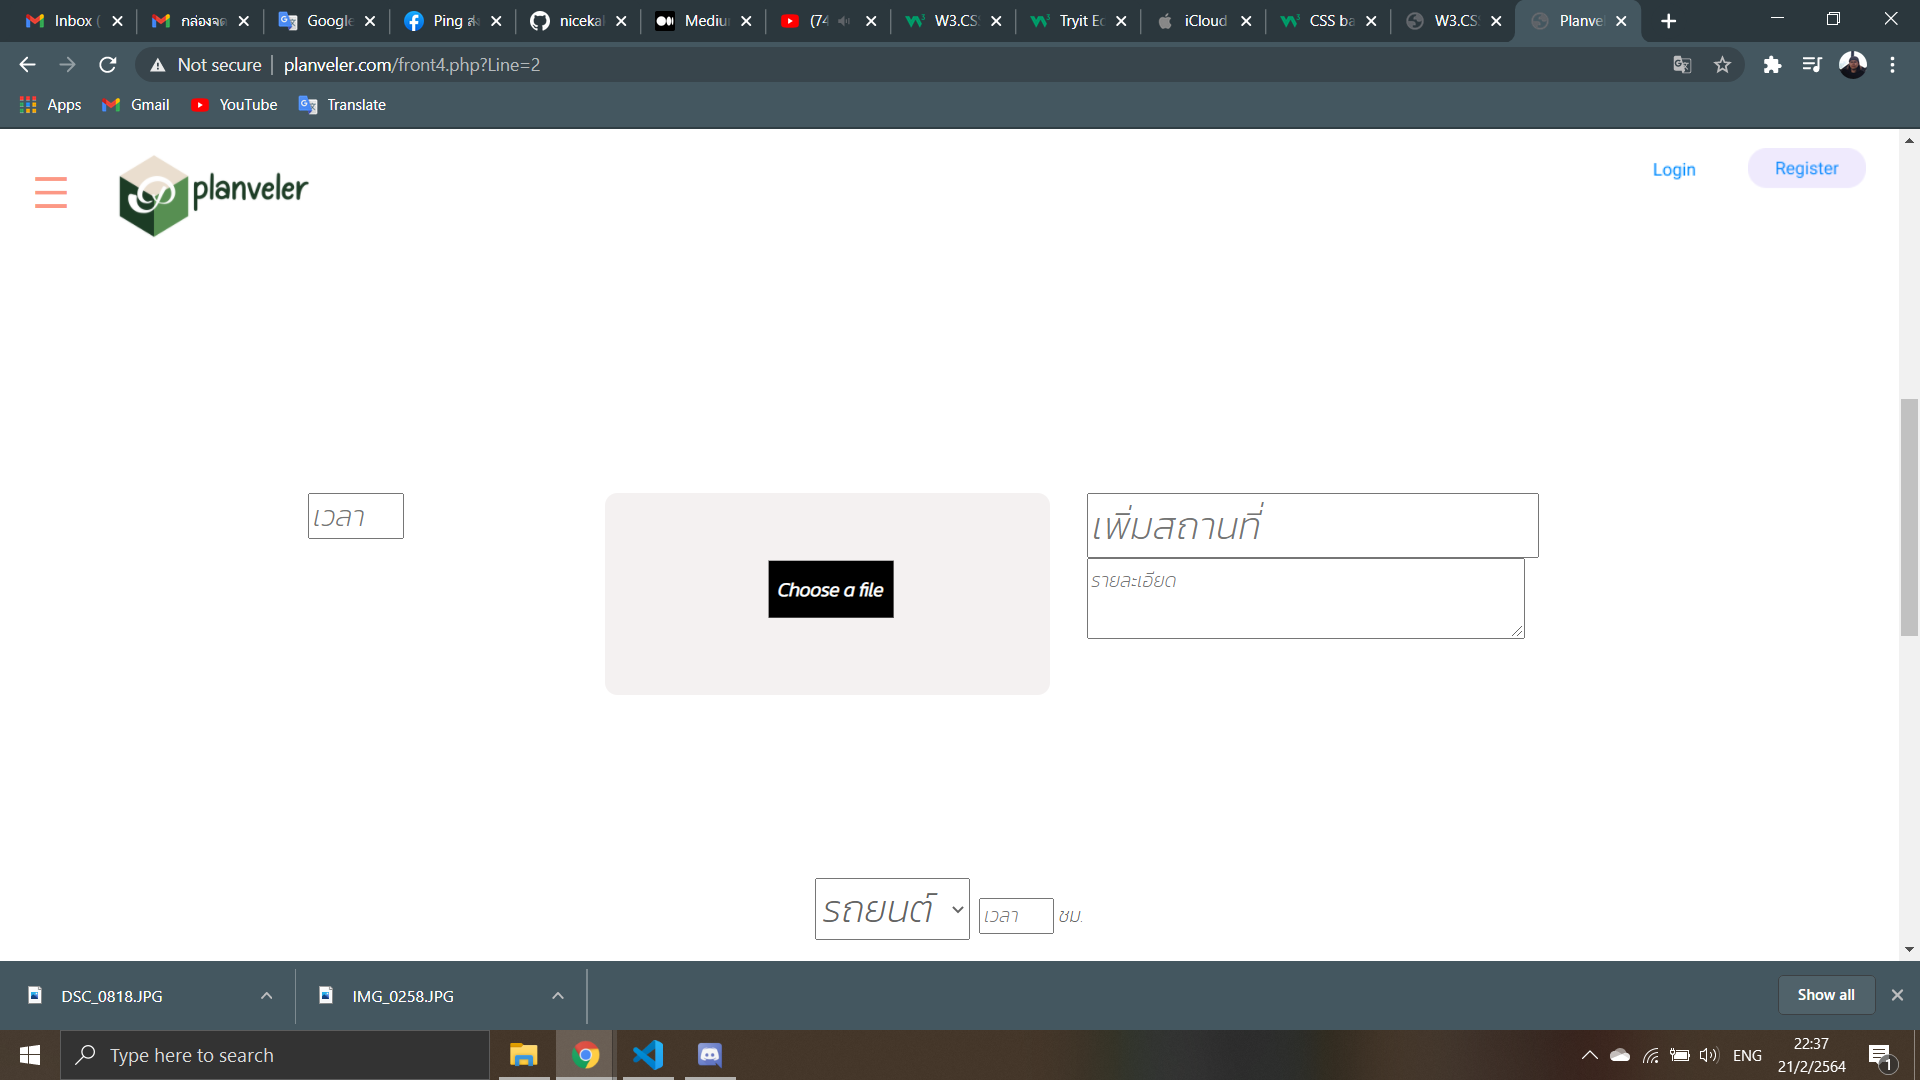 Inbox (
กล่องจด
Google
Ping ส่ง
nicekal
Mediu
(74
W3.CS
Tryit Ec
iCloud
CSS ba
W3.CS
Planve
Not secure
planveler.com/front4.php?Line=2
Apps
Gmail
YouTube
Translate
planveler
Login
Register
เวลา
Choose a file
เพิ่มสถานที่
รายละเอียด
รถยนต์
เวลา
ชม.
DSC_0818.JPG
IMG_0258.JPG
Show all
Type here to search
ENG
22:37
21/2/2564
1